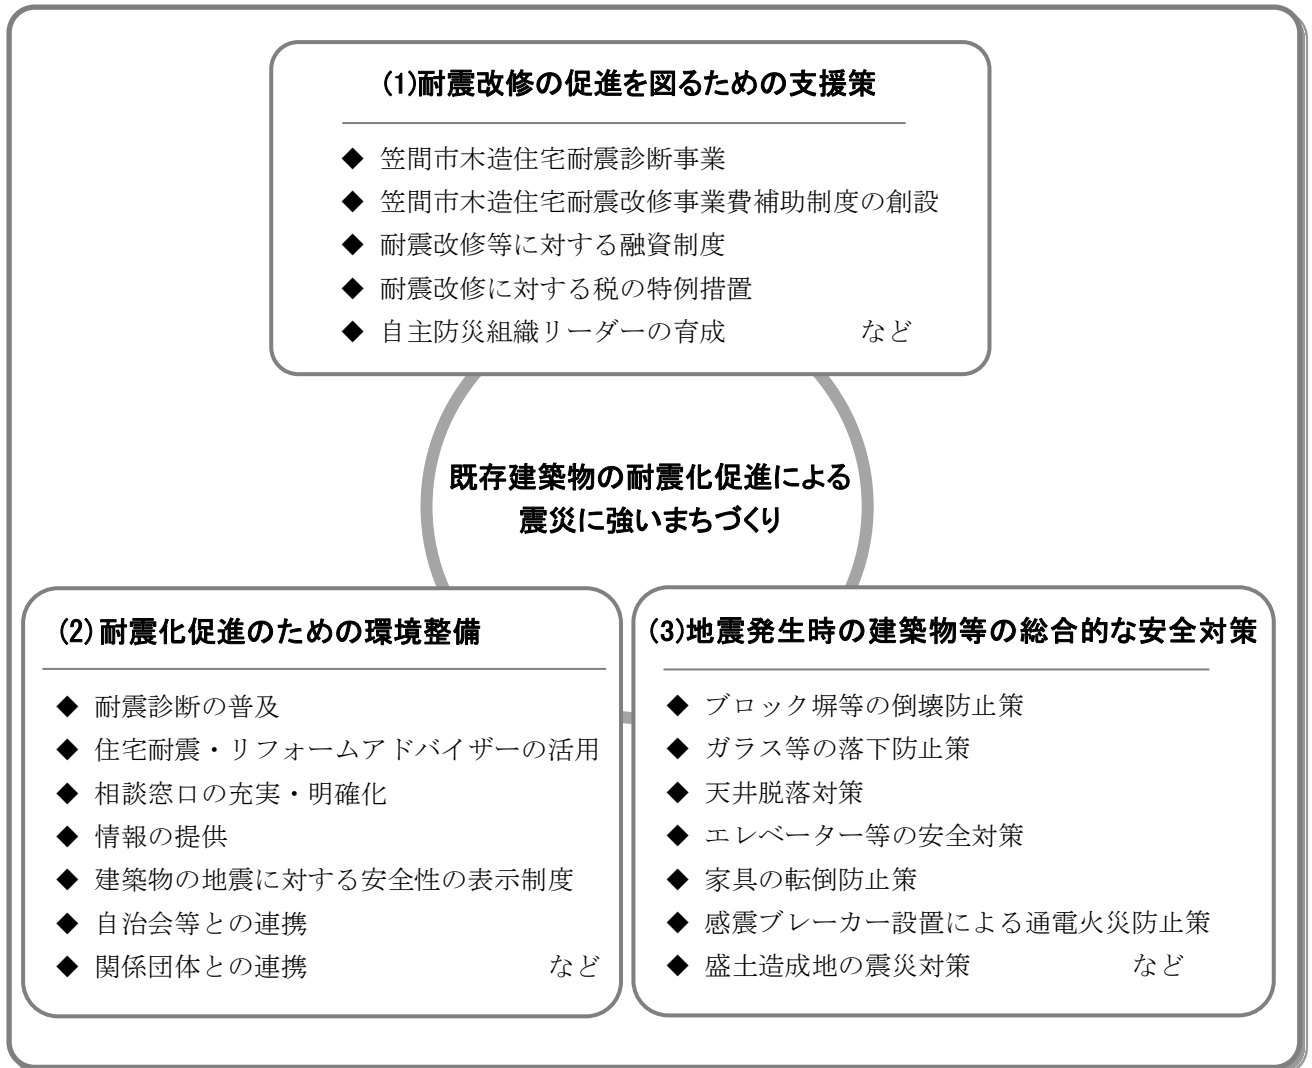 (1)耐震改修の促進を図るための支援策
◆ 笠間市木造住宅耐震診断事業
◆ 笠間市木造住宅耐震改修事業費補助制度の創設
◆ 耐震改修等に対する融資制度
◆ 耐震改修に対する税の特例措置
◆ 自主防災組織リーダーの育成 など
既存建築物の耐震化促進による
震災に強いまちづくり
(2)耐震化促進のための環境整備
◆ 耐震診断の普及
◆ 住宅耐震・リフォームアドバイザーの活用
◆ 相談窓口の充実・明確化
◆ 情報の提供
◆ 建築物の地震に対する安全性の表示制度
◆ 自治会等との連携
◆ 関係団体との連携 など
(3)地震発生時の建築物等の総合的な安全対策
◆ ブロック塀等の倒壊防止策
◆ ガラス等の落下防止策
◆ 天井脱落対策
◆ エレベーター等の安全対策
◆ 家具の転倒防止策
◆ 感震ブレーカー設置による通電火災防止策
◆ 盛土造成地の震災対策 など